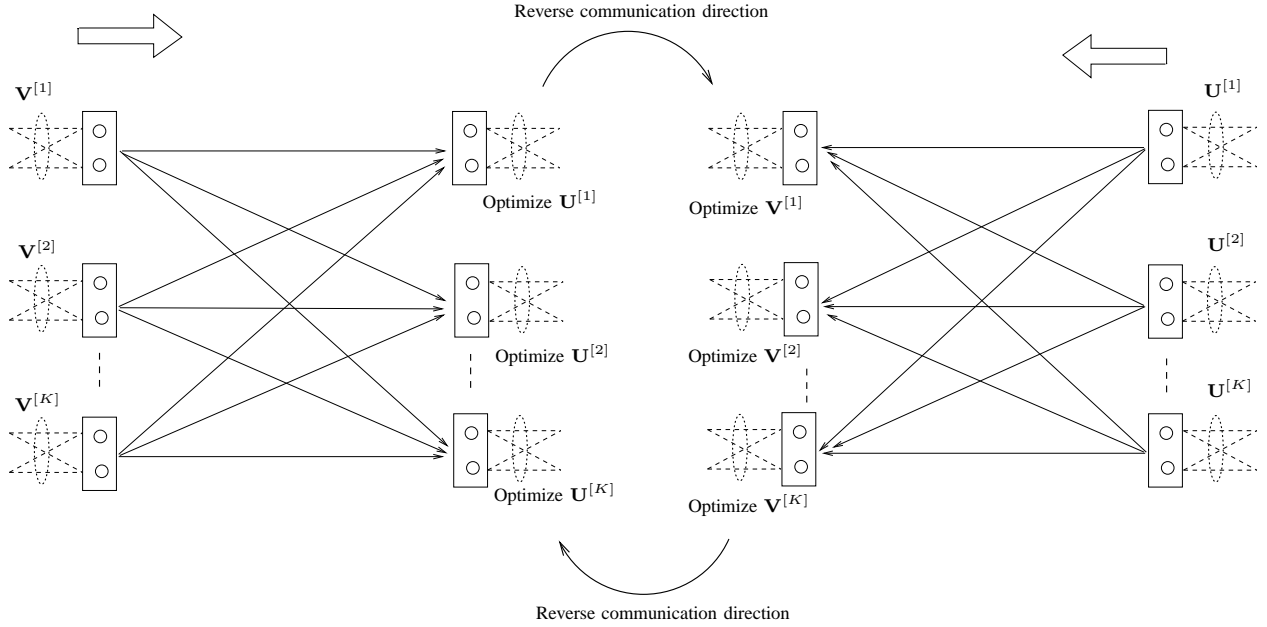 Reverse communication direction
V^[1]
U^[1]
Optimize U^[1]
Optimize V^[1]
V^[2]
U^[2]
Optimize U^[2]
Optimize V^[2]
V^[K]
U^[K]
Optimize U^[K]
Optimize V^[K]
Reverse communication direction